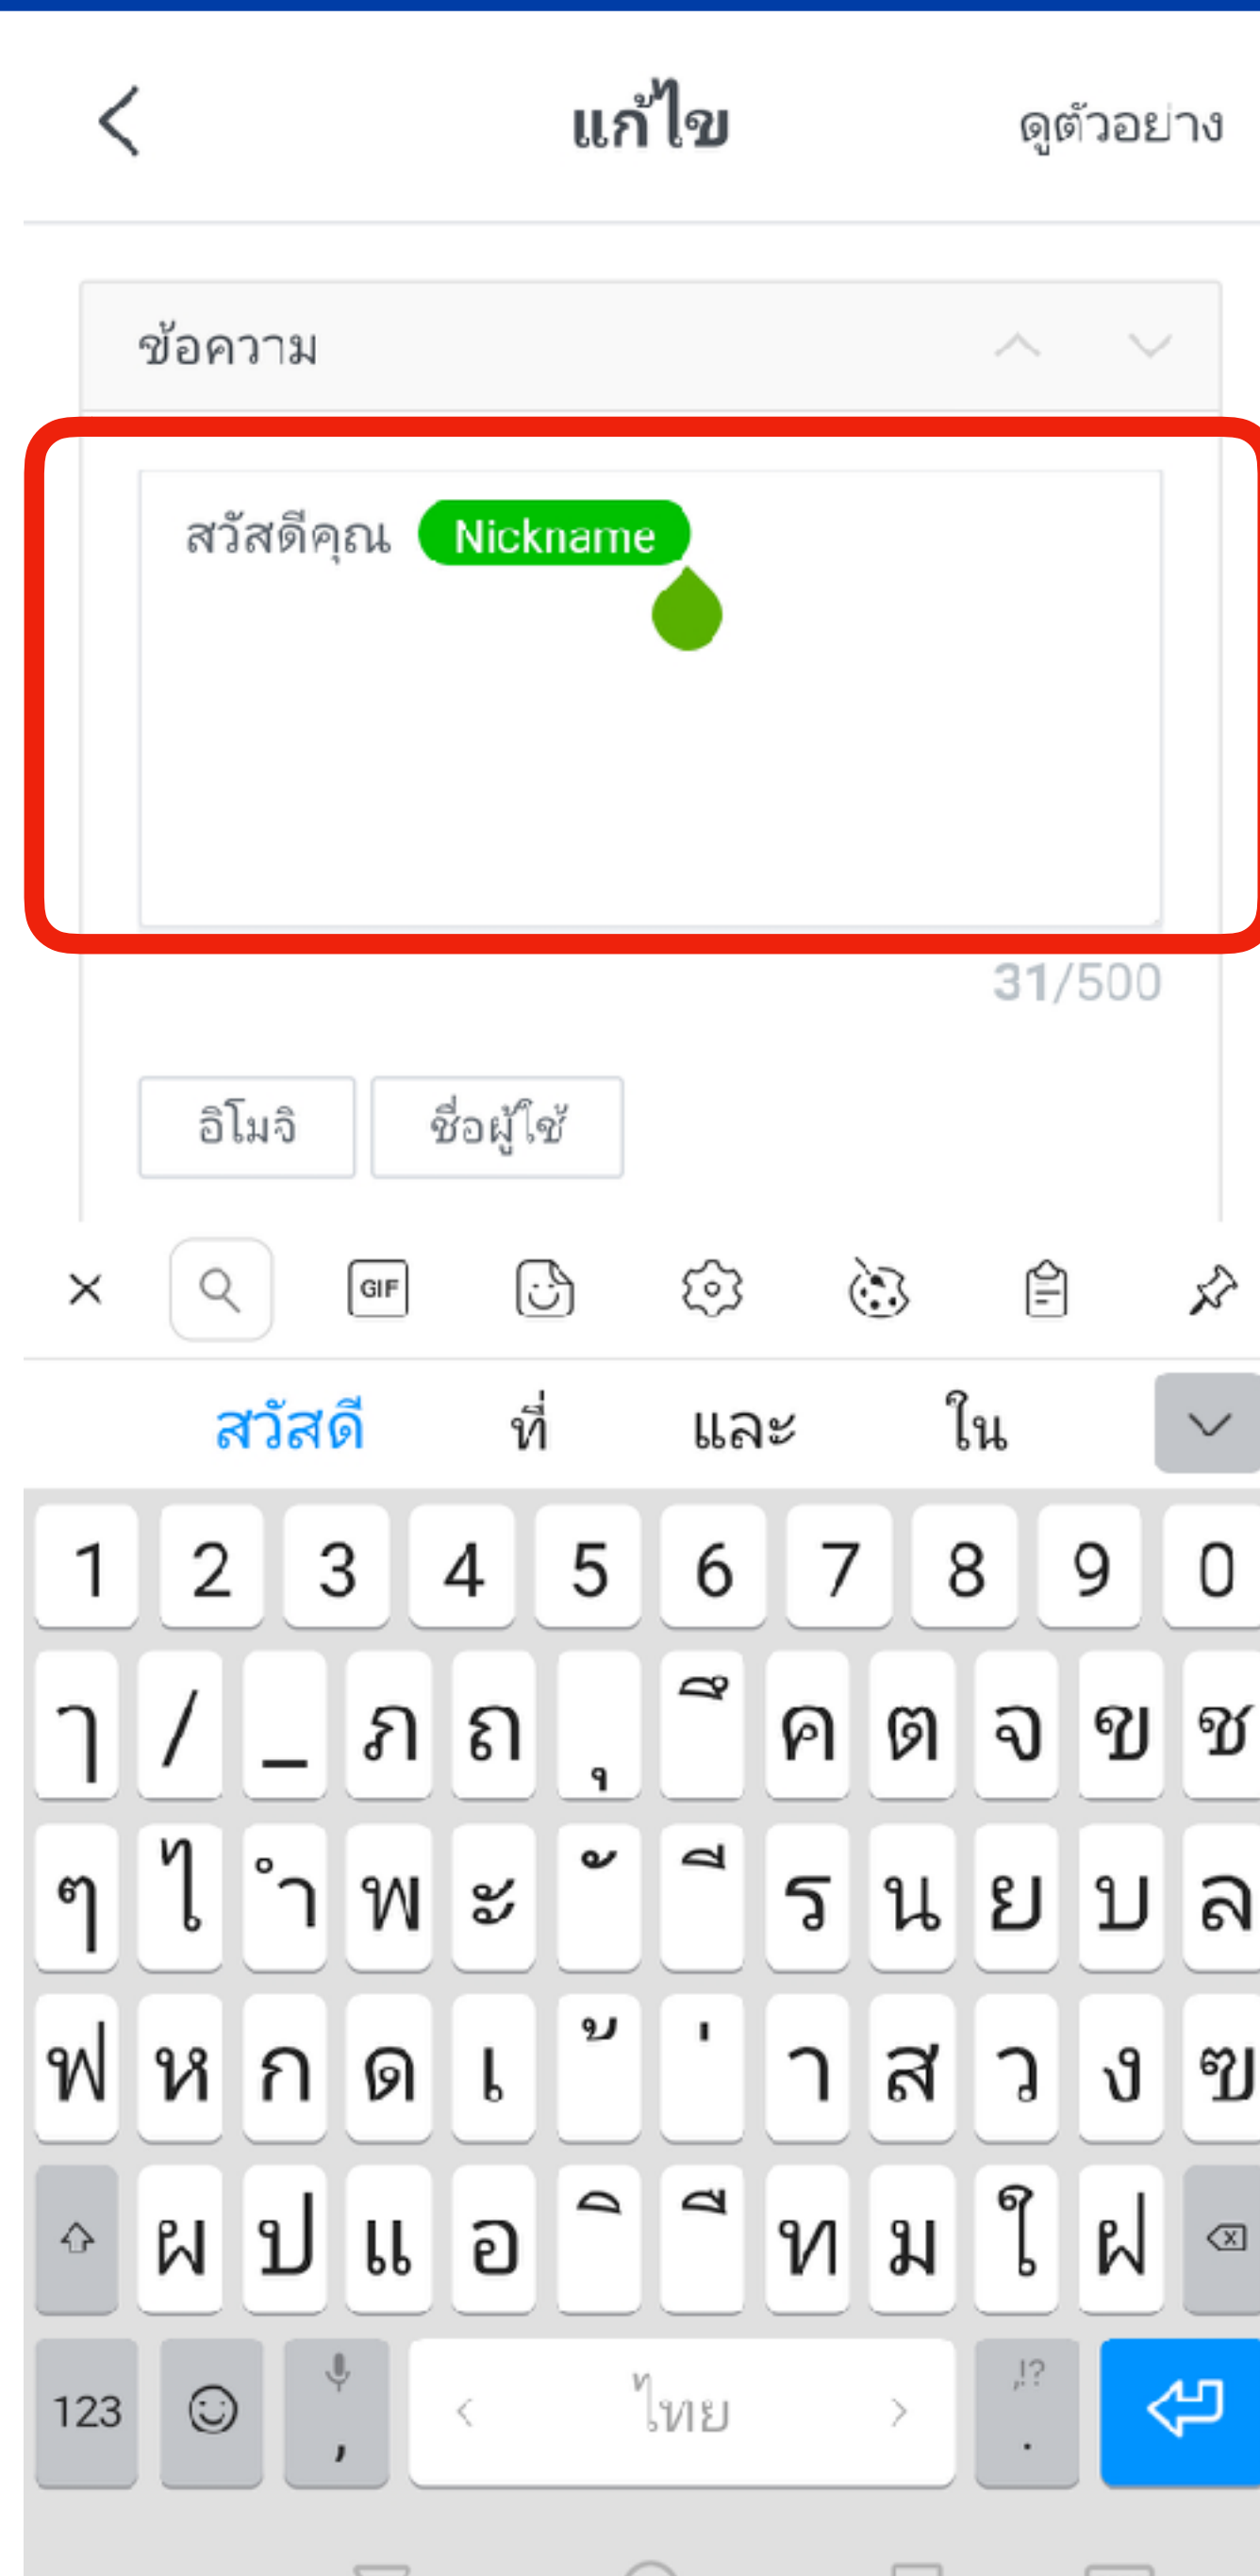 แก้ไข ดูตัวอย่าง
ข้อความ
สวัสดีคุณ Nickname
31/500
อิโมจิ ชื่อผู้ใช้
GIF
สวัสดี ที่ และ ใน
1 2 3 4 5 6 7 8 9 0
ๅ / _ ภ ถ ุ ึ ค ต จ ข ช
ๆ ไ ำ พ ะ ั ี ร น ย บ ล
ฟ ห ก ด เ ้ ่ า ส ว ง ฃ
ผ ป แ อ ิ ื ท ม ใ ฝ
123 , < ไทย > ,!? .